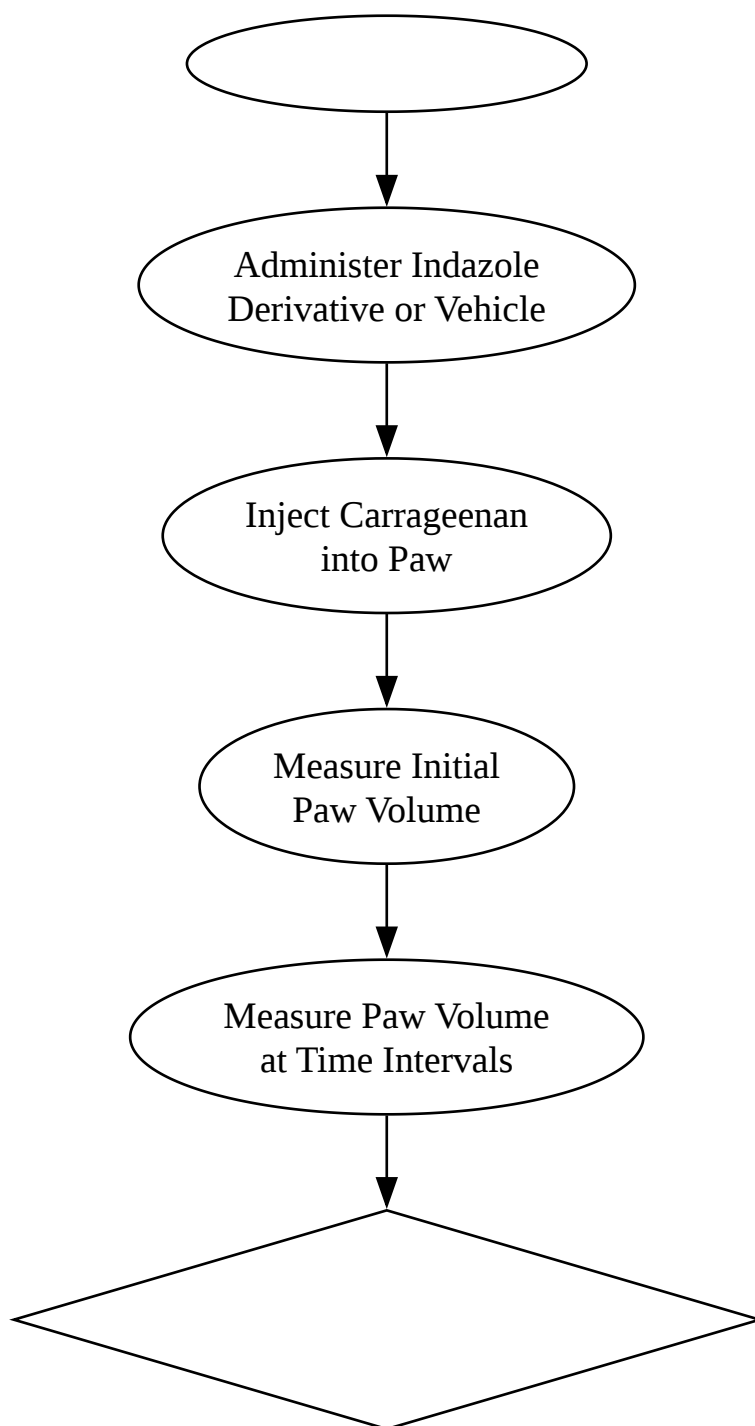 Administer Indazole
Derivative or Vehicle
Inject Carrageenan
into Paw
Measure Initial
Paw Volume
Measure Paw Volume
at Time Intervals